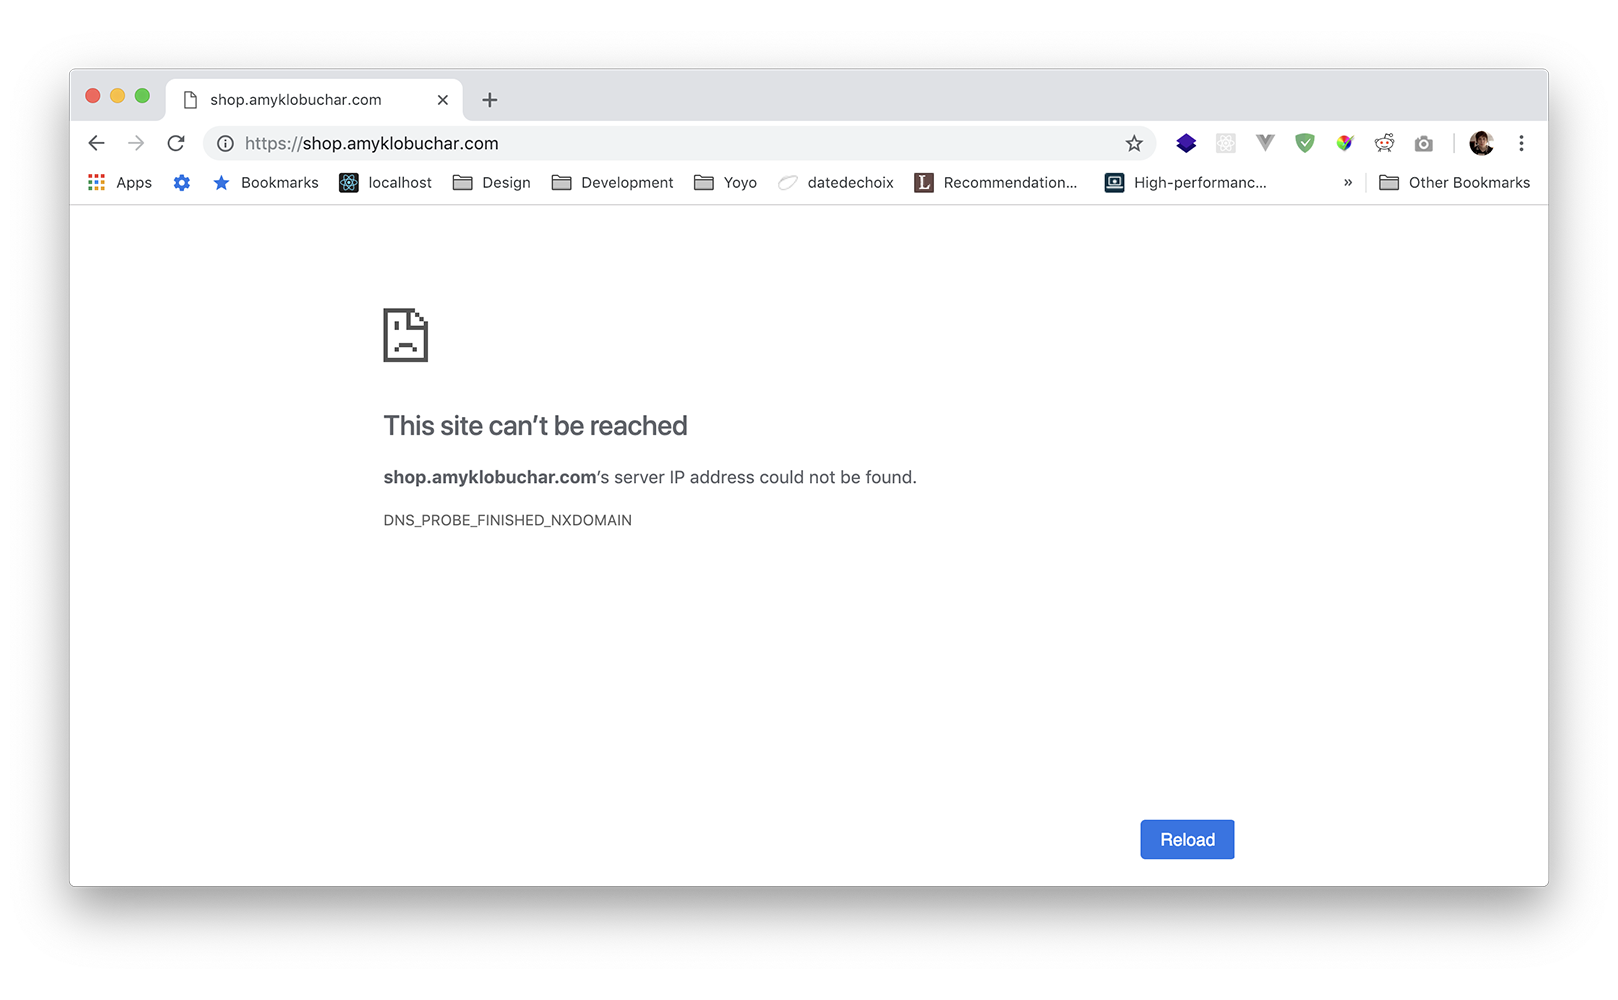 shop.amyklobuchar.com
https://shop.amyklobuchar.com
Apps Bookmarks localhost Design Development Yoyo datedechoix Recommendation... High-performanc... » Other Bookmarks
This site can’t be reached
shop.amyklobuchar.com’s server IP address could not be found.
DNS_PROBE_FINISHED_NXDOMAIN
Reload